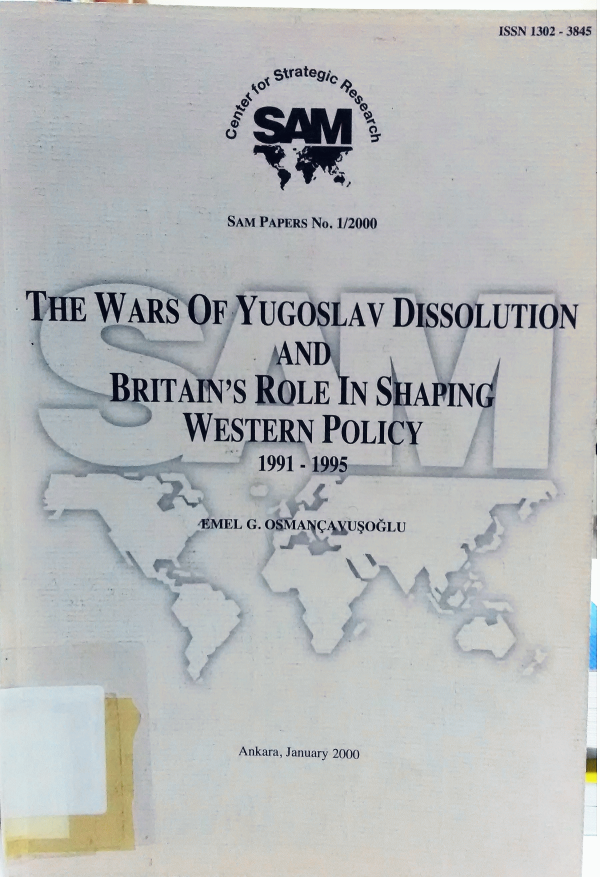 ISSN 1302 - 3845
Center for Strategic Research
SAM
SAM PAPERS No. 1/2000
SAM
THE WARS OF YUGOSLAV DISSOLUTION
AND
BRITAIN'S ROLE IN SHAPING
WESTERN POLICY
1991 - 1995
EMEL G. OSMANÇAVUŞOĞLU
Ankara, January 2000